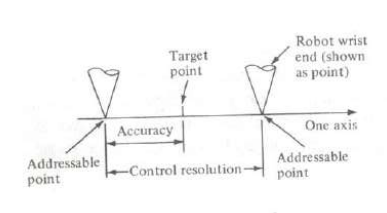 Robot wrist
end (shown
as point)
Target
point
One axis
Accuracy
Addressable
point
Control resolution
Addressable
point